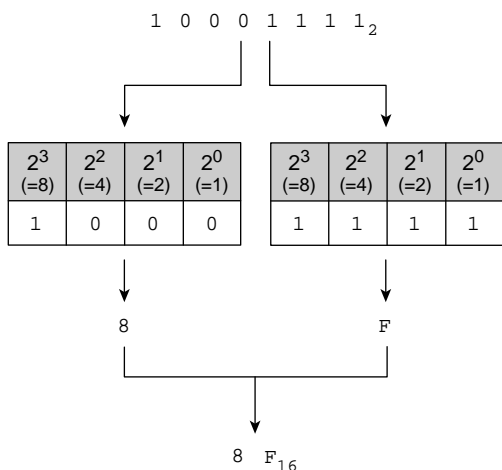 1 0 0 0 1 1 1 1₂
2³ 2² 2¹ 2⁰ 2³ 2² 2¹ 2⁰
(=8) (=4) (=2) (=1) (=8) (=4) (=2) (=1)
1 0 0 0 1 1 1 1
8 F
8 F₁₆